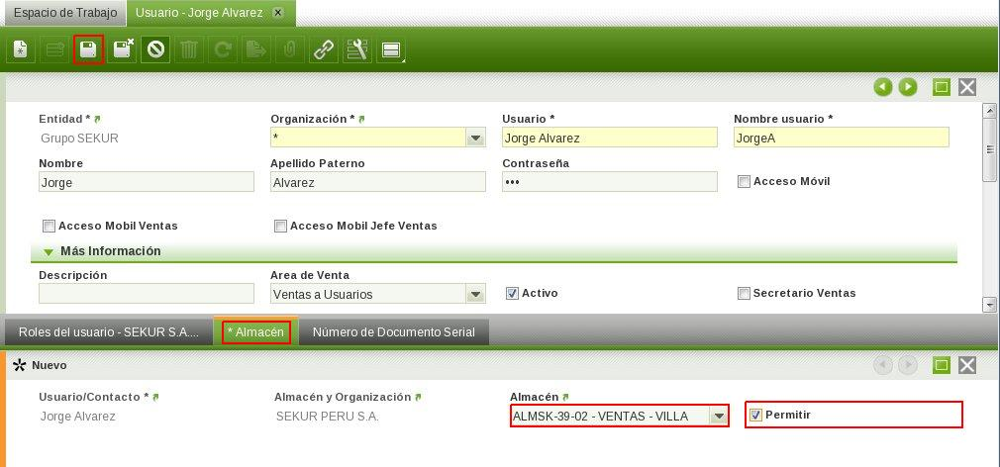 Espacio de Trabajo Usuario - Jorge Alvarez x
Entidad * Organización * Usuario * Nombre usuario *
Grupo SEKUR * Jorge Alvarez JorgeA
Nombre Apellido Paterno Contraseña
Jorge Alvarez ••• Acceso Móvil
Acceso Mobil Ventas Acceso Mobil Jefe Ventas
Más Información
Descripción Area de Venta
Ventas a Usuarios Activo Secretario Ventas
Roles del usuario - SEKUR S.A.... * Almacén Número de Documento Serial
Nuevo
Usuario/Contacto * Almacén y Organización Almacén
Jorge Alvarez SEKUR PERU S.A. ALMSK-39-02 - VENTAS - VILLA Permitir